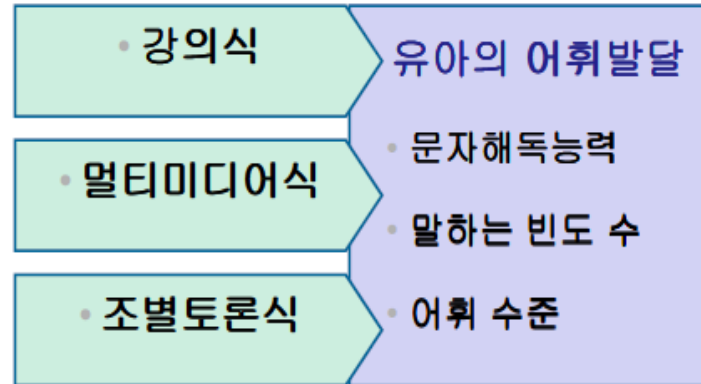 • 강의식
• 멀티미디어식
• 조별토론식
유아의 어휘발달
• 문자해독능력
• 말하는 빈도 수
• 어휘 수준